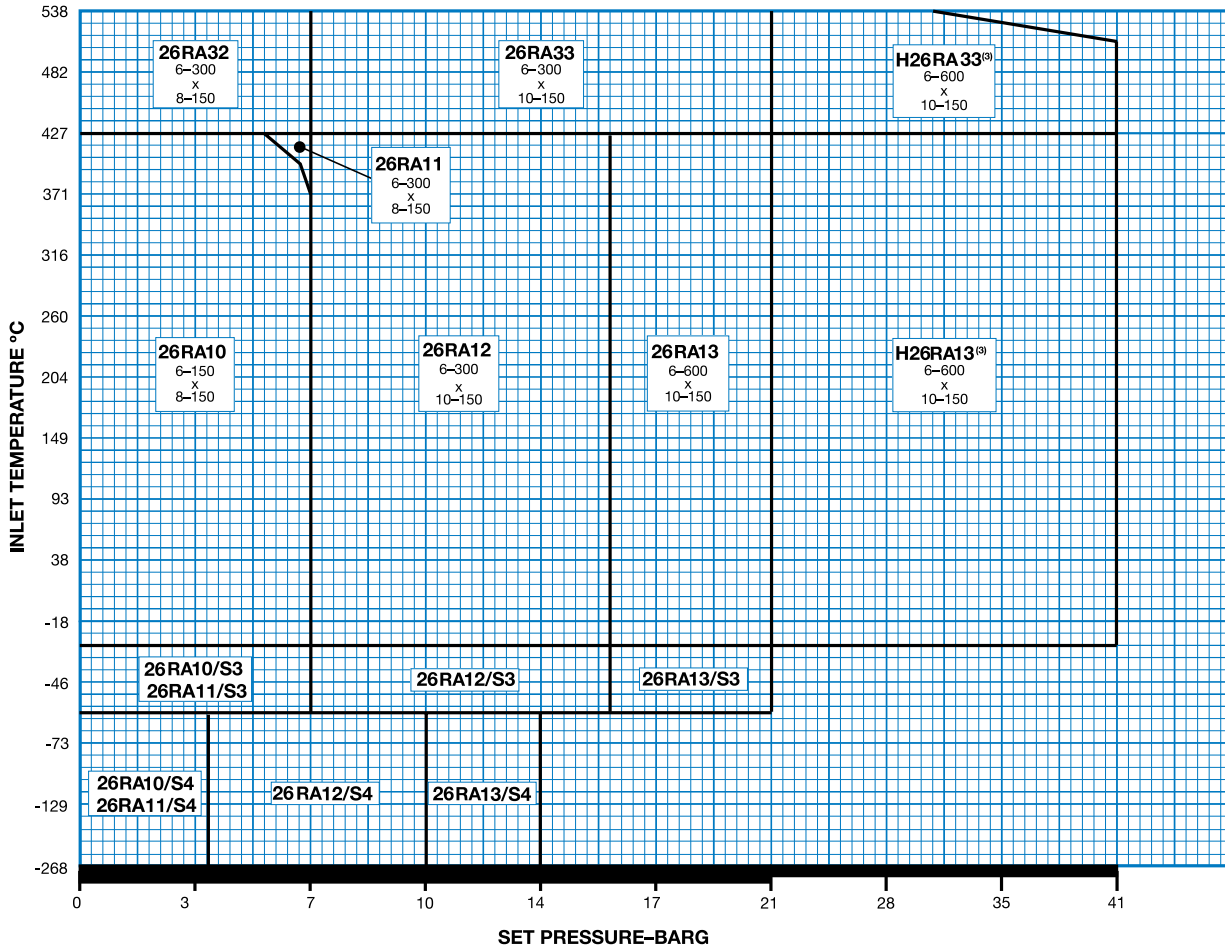 538
482
427
371
316
260
204
149
93
38
-18
-46
-73
-129
-268
INLET TEMPERATURE °C
26RA32
6–300
x
8–150
26RA33
6–300
x
10–150
H26RA33(3)
6–600
x
10–150
26RA11
6–300
x
8–150
26RA10
6–150
x
8–150
26RA12
6–300
x
10–150
26RA13
6–600
x
10–150
H26RA13(3)
6–600
x
10–150
26RA10/S3
26RA11/S3
26RA12/S3
26RA13/S3
26RA10/S4
26RA11/S4
26RA12/S4
26RA13/S4
0 3 7 10 14 17 21 28 35 41
SET PRESSURE–BARG